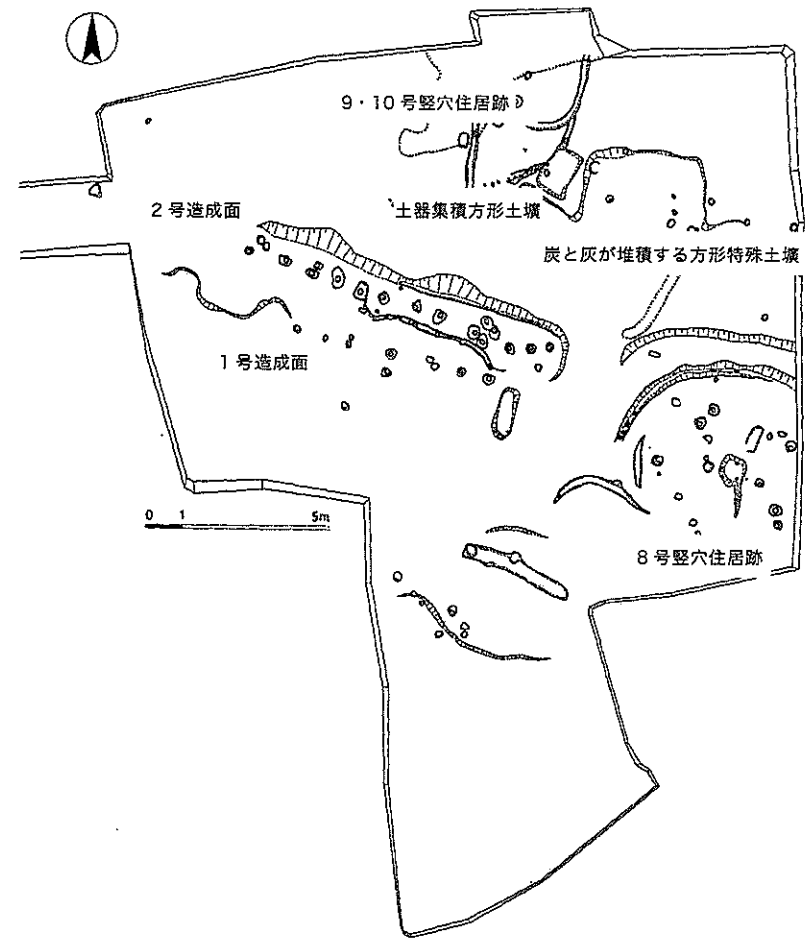 9・10号竪穴住居跡
2号造成面
土器集積方形土壙
炭と灰が堆積する方形特殊土壙
1号造成面
0 1 5m
8号竪穴住居跡